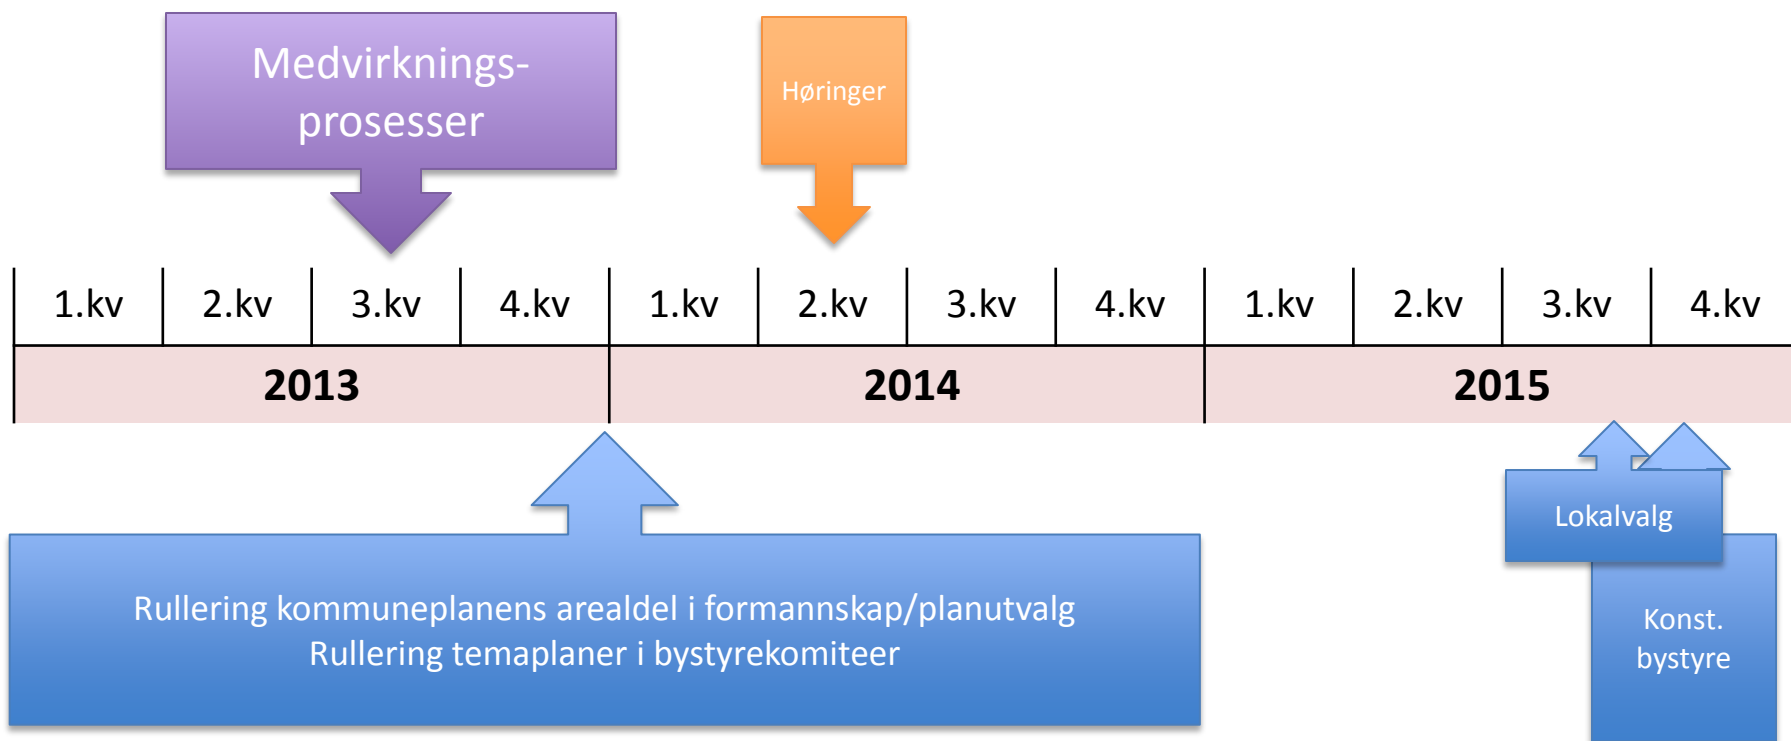 Medvirknings-
prosesser
Høringer
1.kv 2.kv 3.kv 4.kv 1.kv 2.kv 3.kv 4.kv 1.kv 2.kv 3.kv 4.kv
2013 2014 2015
Lokalvalg
Rullering kommuneplanens arealdel i formannskap/planutvalg
Rullering temaplaner i bystyrekomiteer
Konst.
bystyre